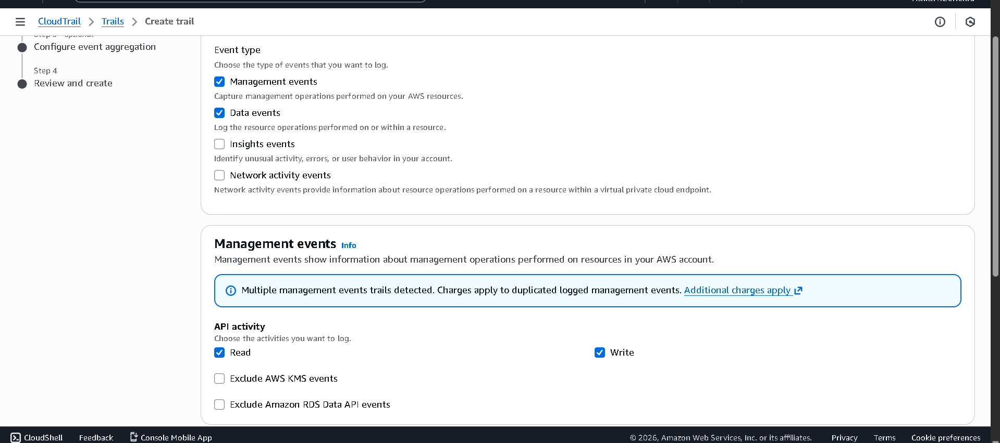 CloudTrail
Trails
Create trail
Configure event aggregation
Step 4
Review and create
Event type
Choose the type of events that you want to log.
Management events
Capture management operations performed on your AWS resources.
Data events
Log the resource operations performed on or within a resource.
Insights events
Identify unusual activity, errors, or user behavior in your account.
Network activity events
Network activity events provide information about resource operations performed on a resource within a virtual private cloud endpoint.
Management events Info
Management events show information about management operations performed on resources in your AWS account.
Multiple management events trails detected. Charges apply to duplicated logged management events. Additional charges apply
API activity
Choose the activities you want to log.
Read
Write
Exclude AWS KMS events
Exclude Amazon RDS Data API events
CloudShell
Feedback
Console Mobile App
© 2026, Amazon Web Services, Inc. or its affiliates.
Privacy
Terms
Cookie preferences